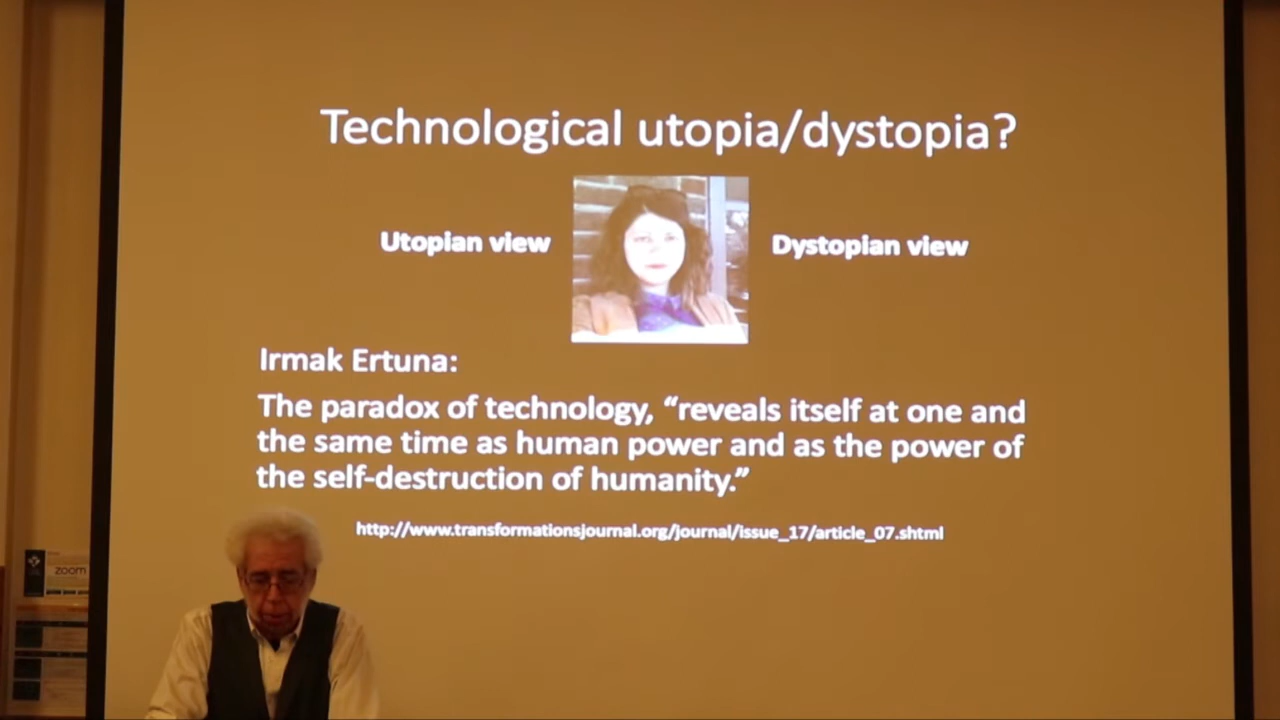 Technological utopia/dystopia?
Utopian view
Dystopian view
Irmak Ertuna:
The paradox of technology, “reveals itself at one and
the same time as human power and as the power of
the self-destruction of humanity.”
http://www.transformationsjournal.org/journal/issue_17/article_07.shtml
zoom